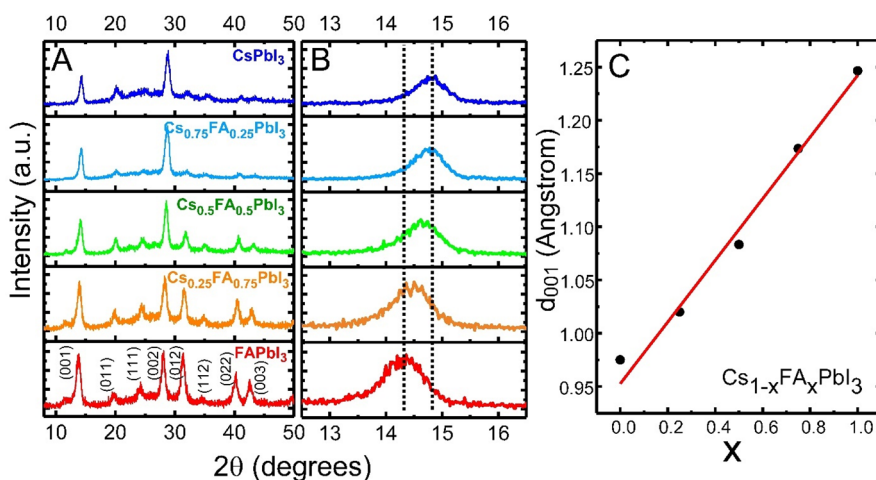 10 20 30 40 50
13 14 15 16
A
CsPbI3
Cs0.75FA0.25PbI3
Cs0.5FA0.5PbI3
Cs0.25FA0.75PbI3
FAPbI3
(001)
(011)
(111)
(002)
(012)
(112)
(022)
(003)
Intensity (a.u.)
10 20 30 40 50
B
13 14 15 16
2θ (degrees)
C
d001 (Angstrom)
1.25
1.20
1.15
1.10
1.05
1.00
0.95
Cs1-xFAxPbI3
0.0 0.2 0.4 0.6 0.8 1.0
X